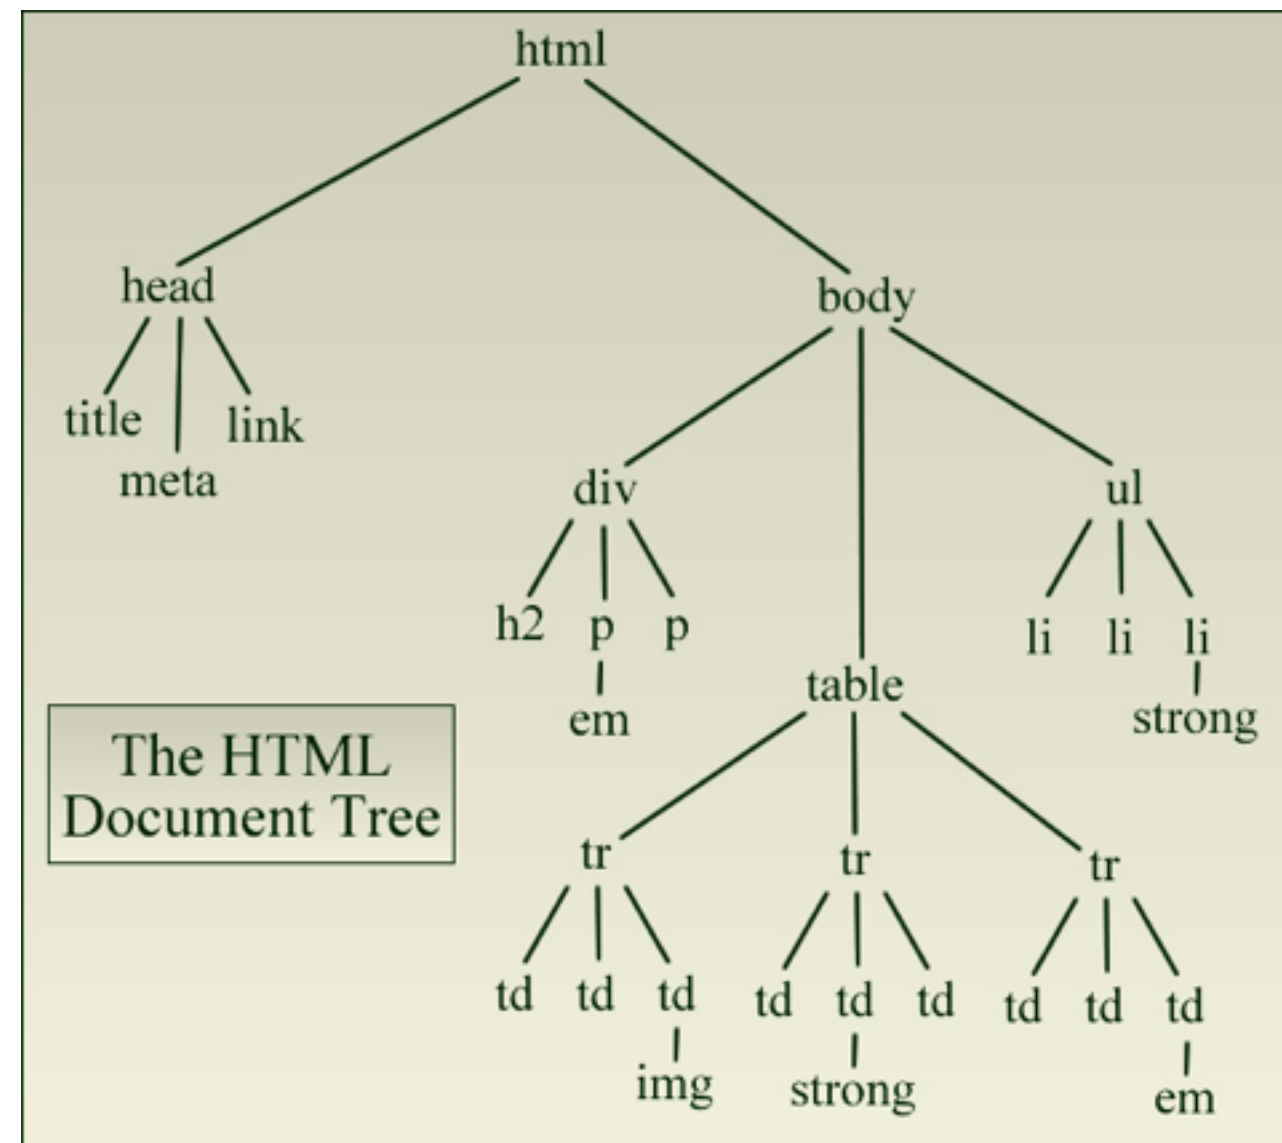 html
head
body
title
link
meta
div
ul
h2 p p
li li li
em
strong
table
The HTML
Document Tree
tr tr tr
td td td td td td td td td
img strong em